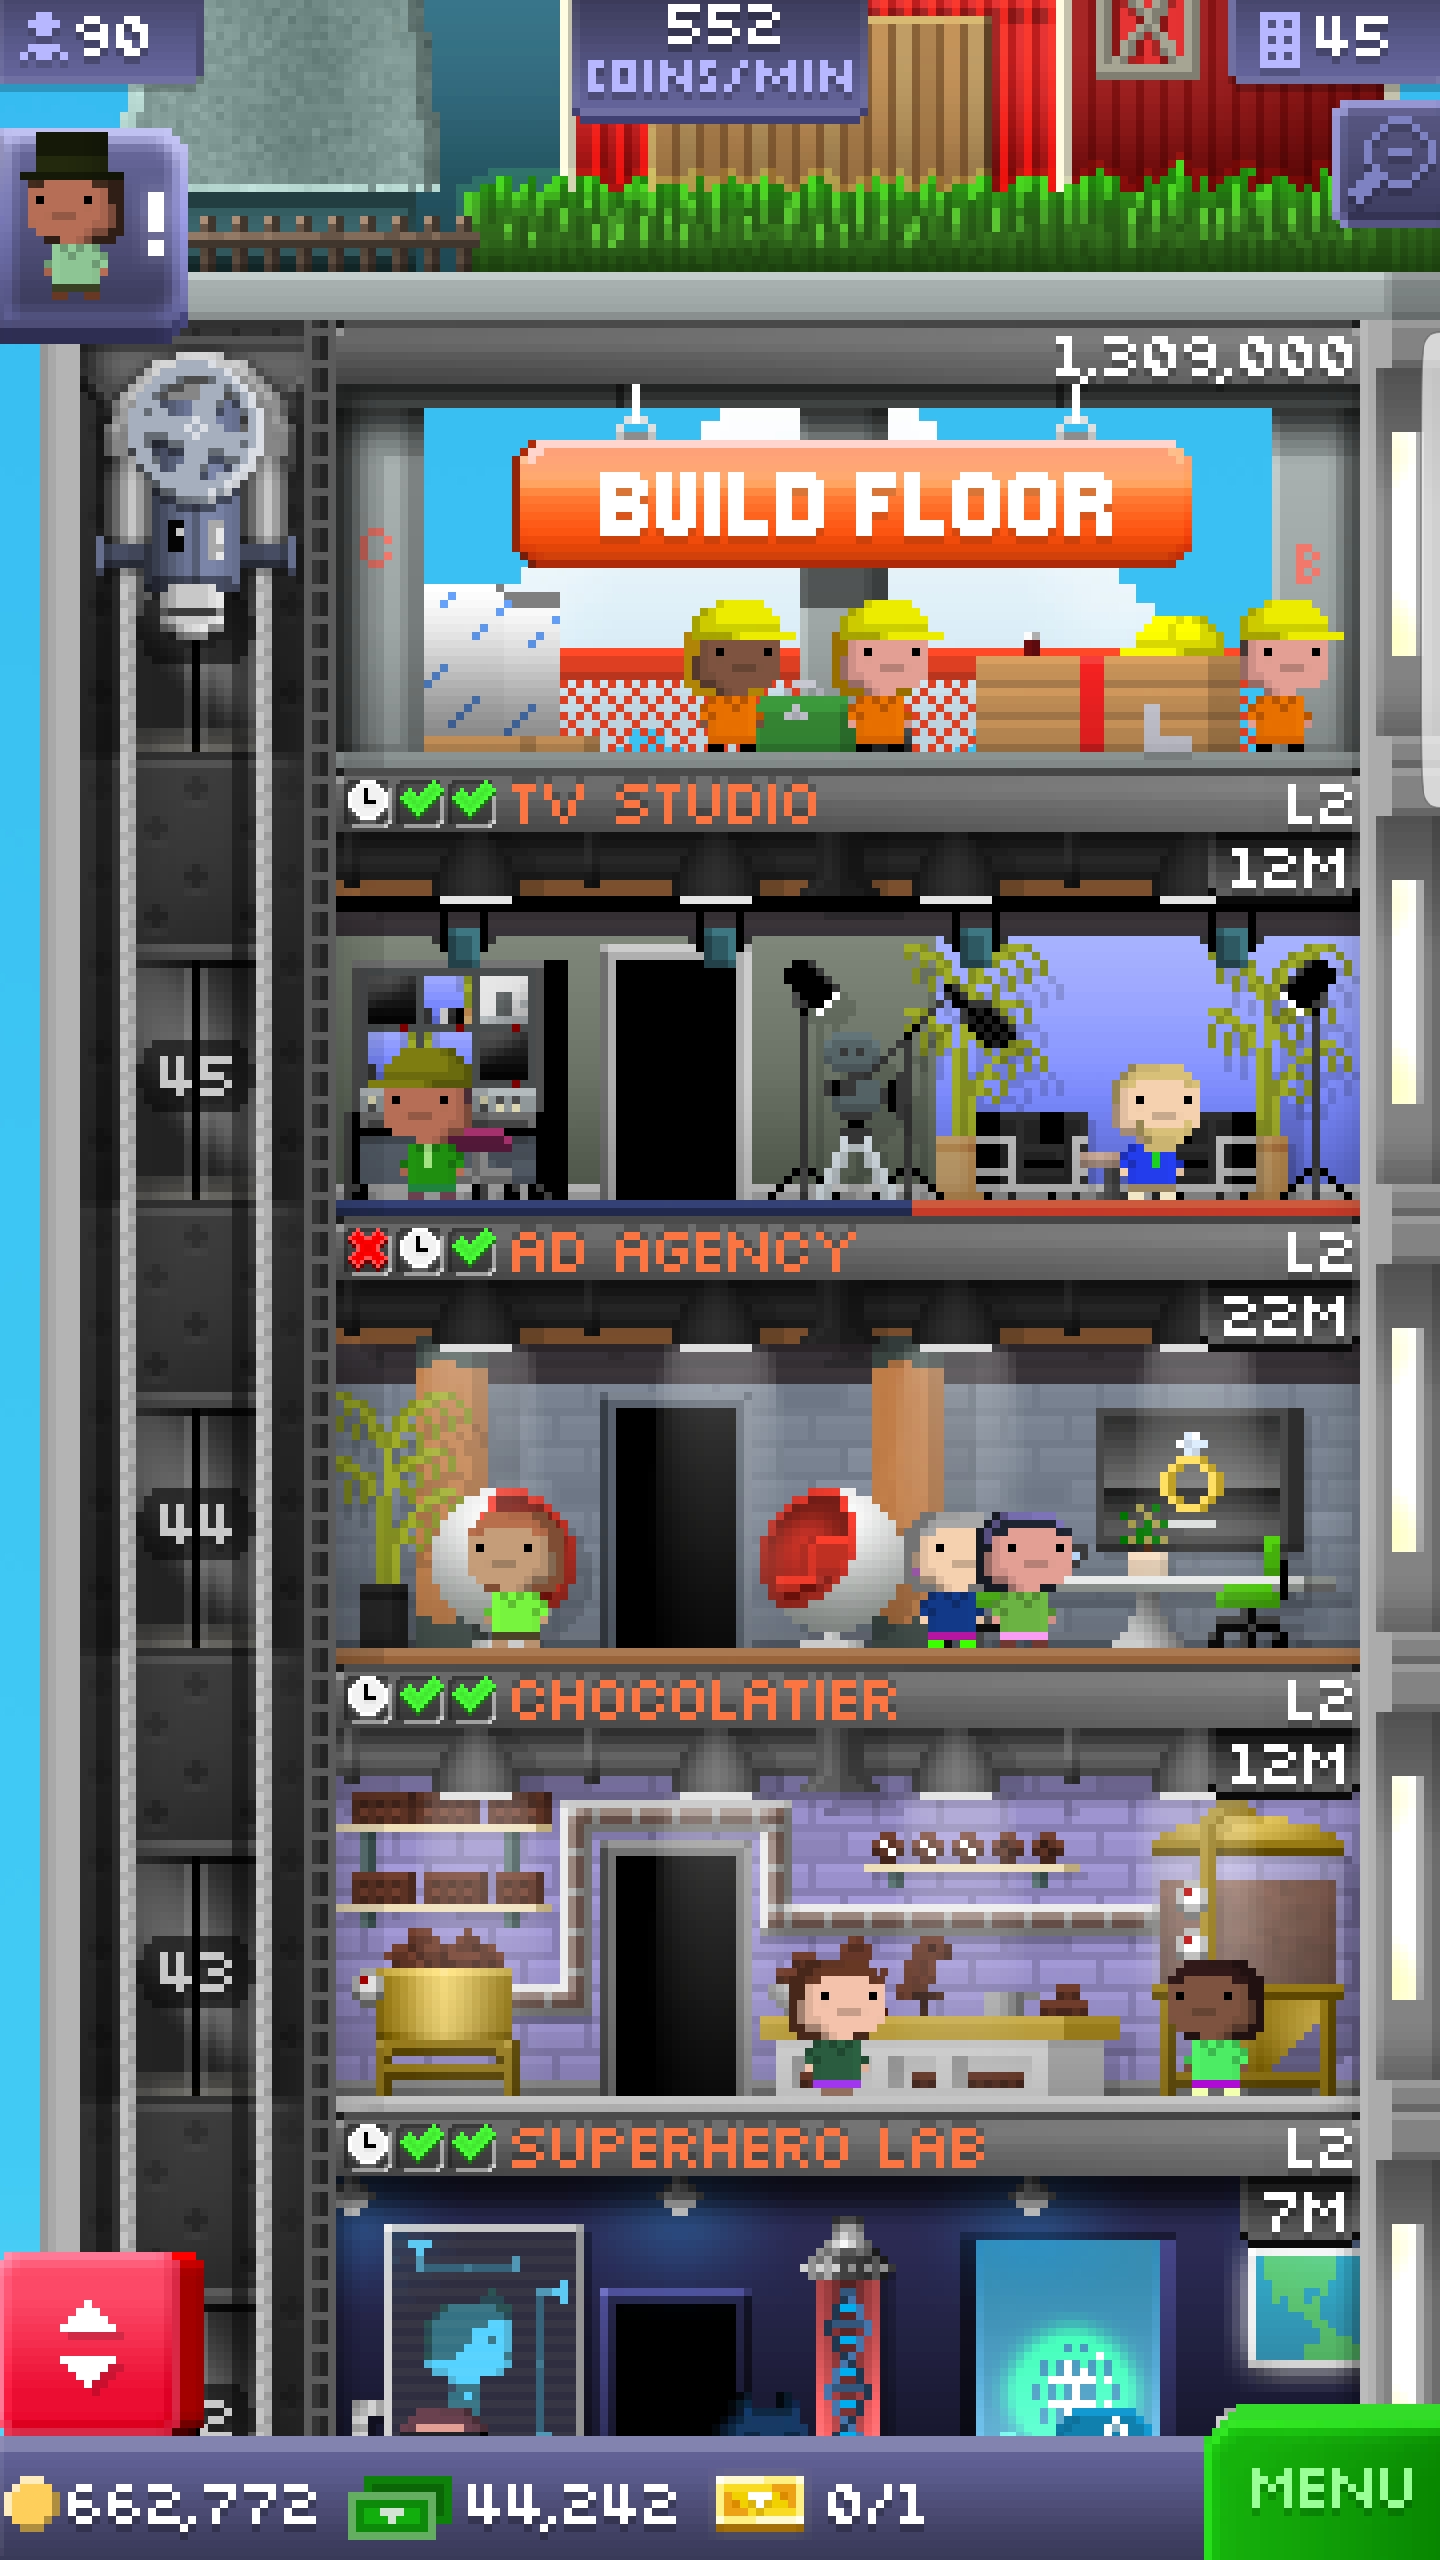 90
552
COINS/MIN
45
!
1,309,000
BUILD FLOOR
C
B
TV STUDIO
L2
12M
45
AD AGENCY
L2
22M
44
CHOCOLATIER
L2
12M
43
SUPERHERO LAB
L2
7M
662,772
44,242
0/1
MENU